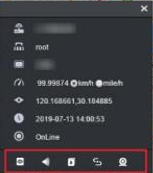 root
99.99874 km/h mile/h
120.168661,30.184885
2019-07-13 14:00:53
OnLine